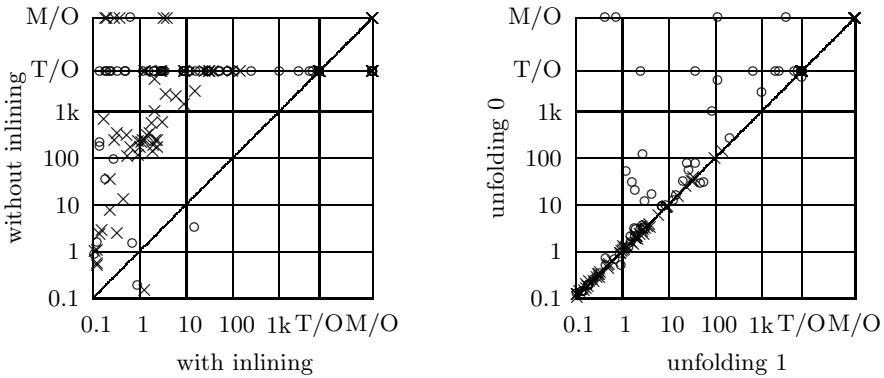 M/O
T/O
1k
100
10
1
0.1
without inlining
0.1 1 10 100 1k T/O M/O
with inlining
M/O
T/O
1k
100
10
1
0.1
unfolding 0
0.1 1 10 100 1k T/O M/O
unfolding 1